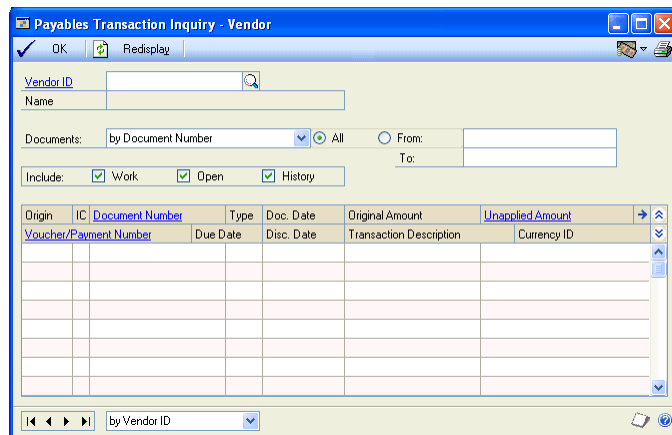 Payables Transaction Inquiry - Vendor
OK Redisplay
Vendor ID
Name
Documents: by Document Number All From:
To:
Include: Work Open History
Origin IC Document Number Type Doc. Date Original Amount Unapplied Amount
Voucher/Payment Number Due Date Disc. Date Transaction Description Currency ID
by Vendor ID